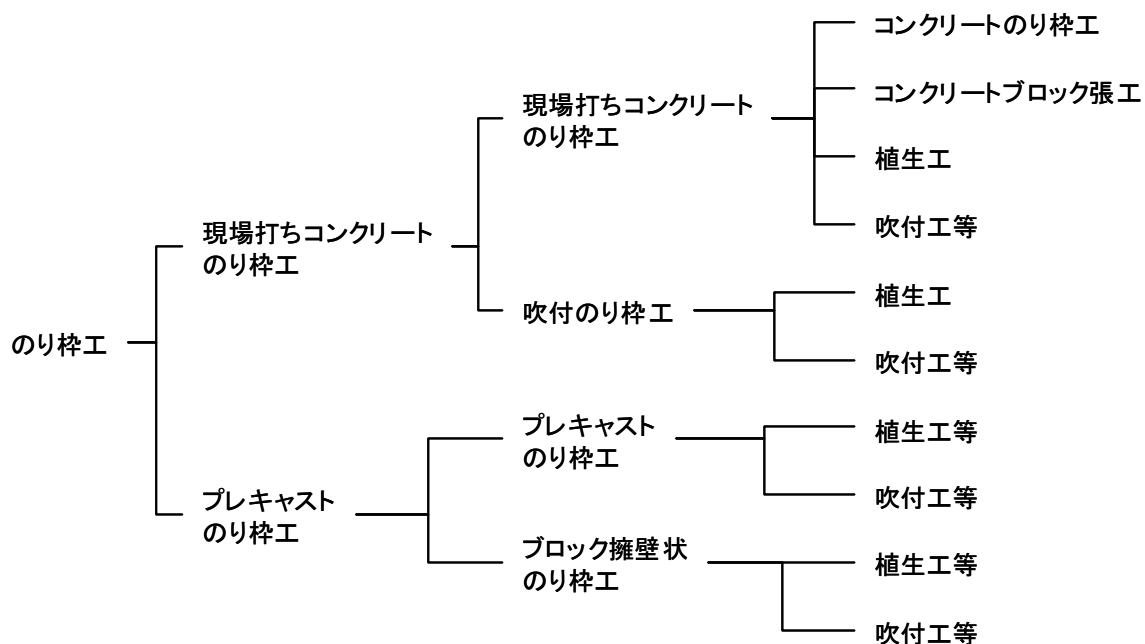 のり枠工
現場打ちコンクリート
のり枠工
現場打ちコンクリート
のり枠工
コンクリートのり枠工
コンクリートブロック張工
植生工
吹付工等
吹付のり枠工
植生工
吹付工等
プレキャスト
のり枠工
プレキャスト
のり枠工
植生工等
吹付工等
ブロック擁壁状
のり枠工
植生工等
吹付工等